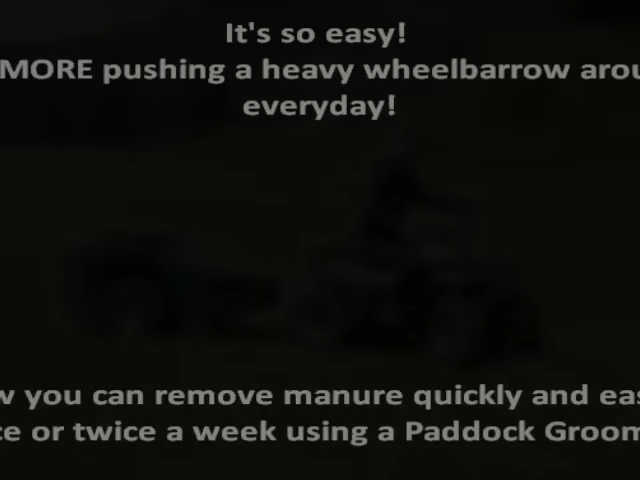 It's so easy!
MORE pushing a heavy wheelbarrow arou
everyday!
w you can remove manure quickly and eas
ce or twice a week using a Paddock Groom